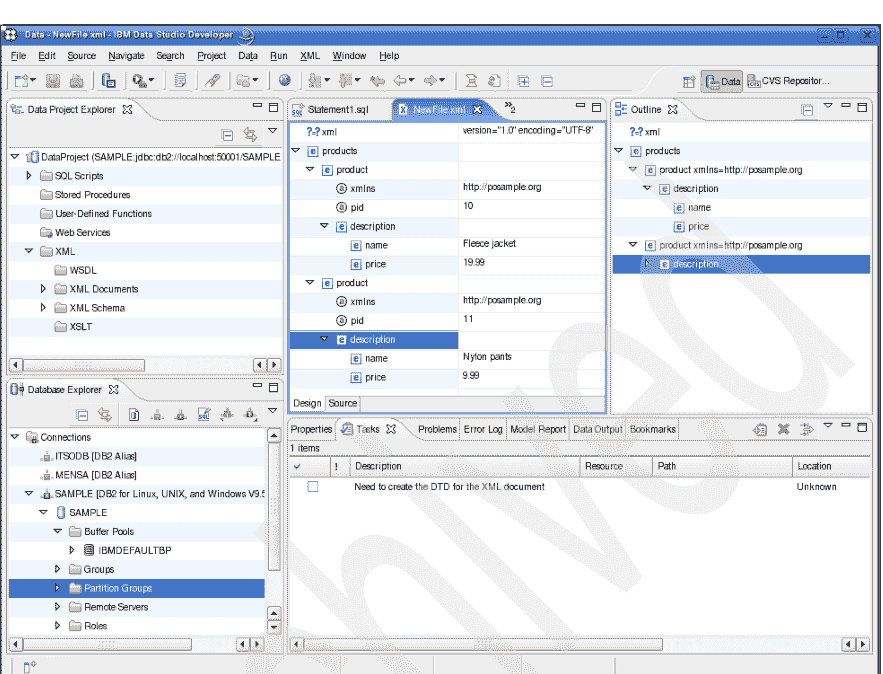 Data - NewFile xml - IBM Data Studio Developer
File Edit Source Navigate Search Project Data Run XML Window Help
Data CVS Repositor...
Data Project Explorer
DataProject (SAMPLE:jdbc:db2://localhost:50001/SAMPLE
SQL Scripts
Stored Procedures
User-Defined Functions
Web Services
XML
WSDL
XML Documents
XML Schema
XSLT
Statement1.sql NewFile.xml »2
?=? xml version="1.0" encoding="UTF-8"
products
product
xmlns http://posample.org
pid 10
description
name Fleece jacket
price 19.99
product
xmlns http://posample.org
pid 11
description
name Nylon pants
price 9.99
Design Source
Outline
?=? xml
products
product xmlns=http://posample.org
description
name
price
product xmlns=http://posample.org
description
Database Explorer
Connections
ITSODB [DB2 Alias]
MENSA [DB2 Alias]
SAMPLE [DB2 for Linux, UNIX, and Windows V9.5
SAMPLE
Buffer Pools
IBMDEFAULTBP
Groups
Partition Groups
Remote Servers
Roles
Properties Tasks Problems Error Log Model Report Data Output Bookmarks
1 items
! Description Resource Path Location
Need to create the DTD for the XML document Unknown